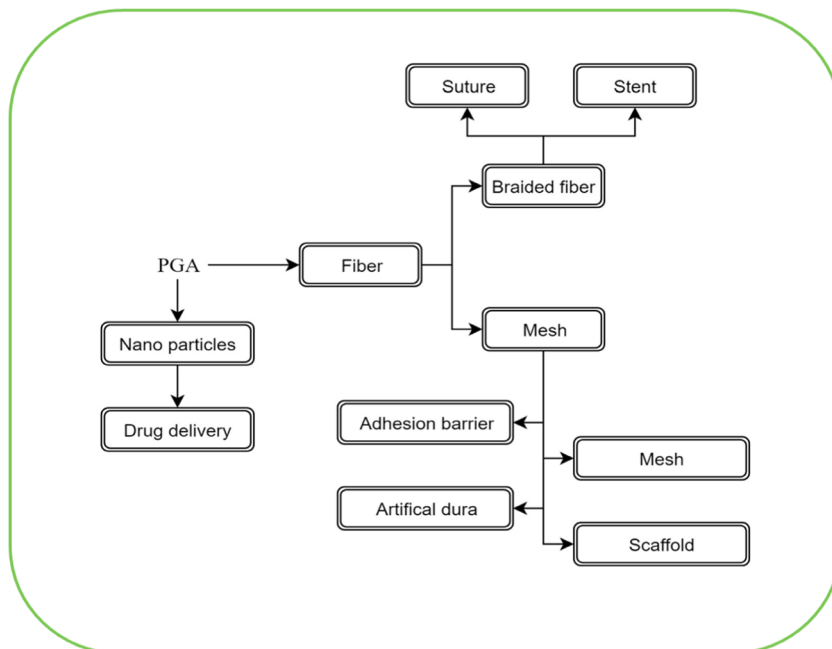 Suture
Stent
Braided fiber
PGA
Fiber
Nano particles
Mesh
Drug delivery
Adhesion barrier
Mesh
Artifical dura
Scaffold